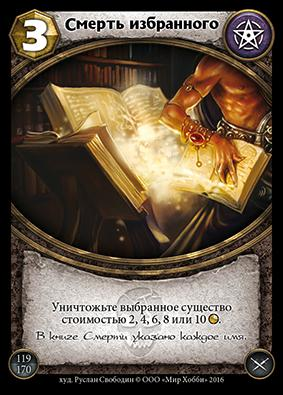 3
Смерть избранного
Уничтожьте выбранное существо
стоимостью 2, 4, 6, 8 или 10 .
В книге Смерти указано каждое имя.
119
170
худ. Руслан Свободин © ООО «Мир Хобби» 2016